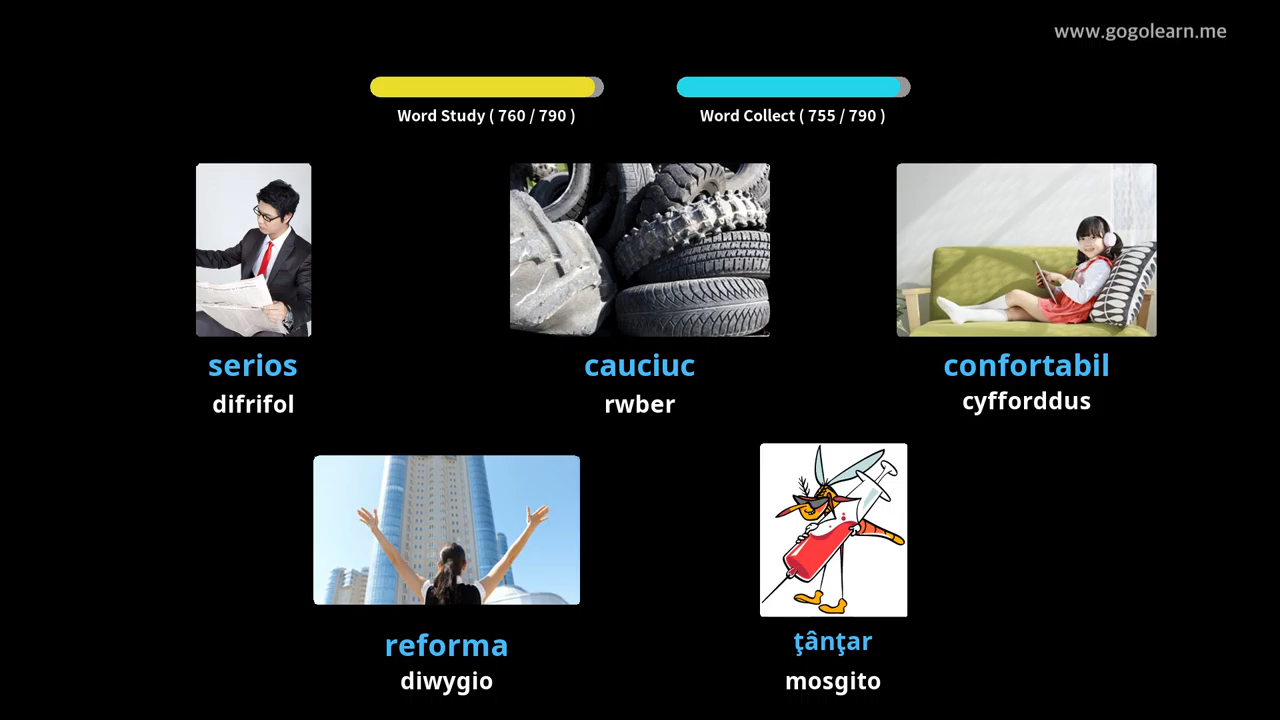 www.gogolearn.me
Word Study ( 760 / 790 )
Word Collect ( 755 / 790 )
serios
difrifol
cauciuc
rwber
confortabil
cyfforddus
reforma
diwygio
ţânţar
mosgito